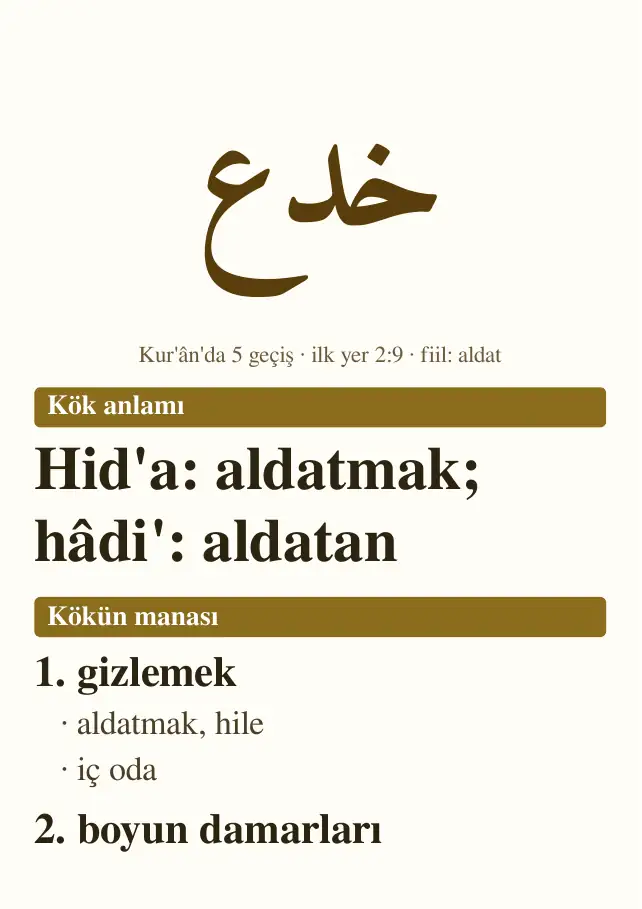 خدع
Kur'ân'da 5 geçiş · ilk yer 2:9 · fiil: aldat
Kök anlamı
Hid'a: aldatmak;
hâdi': aldatan
Kökün manası
1. gizlemek
· aldatmak, hile
· iç oda
2. boyun damarları